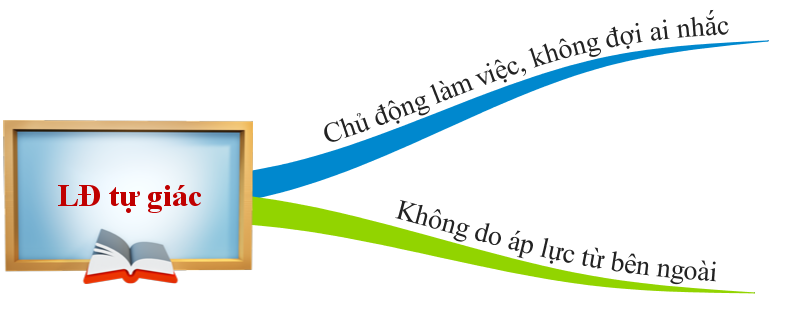 LĐ tự giác
Chủ động làm việc, không đợi ai nhắc
Không do áp lực từ bên ngoài